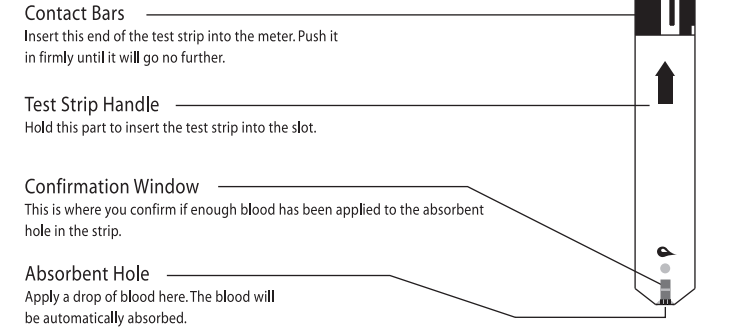 Contact Bars
Insert this end of the test strip into the meter. Push it
in firmly until it will go no further.
Test Strip Handle
Hold this part to insert the test strip into the slot.
Confirmation Window
This is where you confirm if enough blood has been applied to the absorbent
hole in the strip.
Absorbent Hole
Apply a drop of blood here. The blood will
be automatically absorbed.